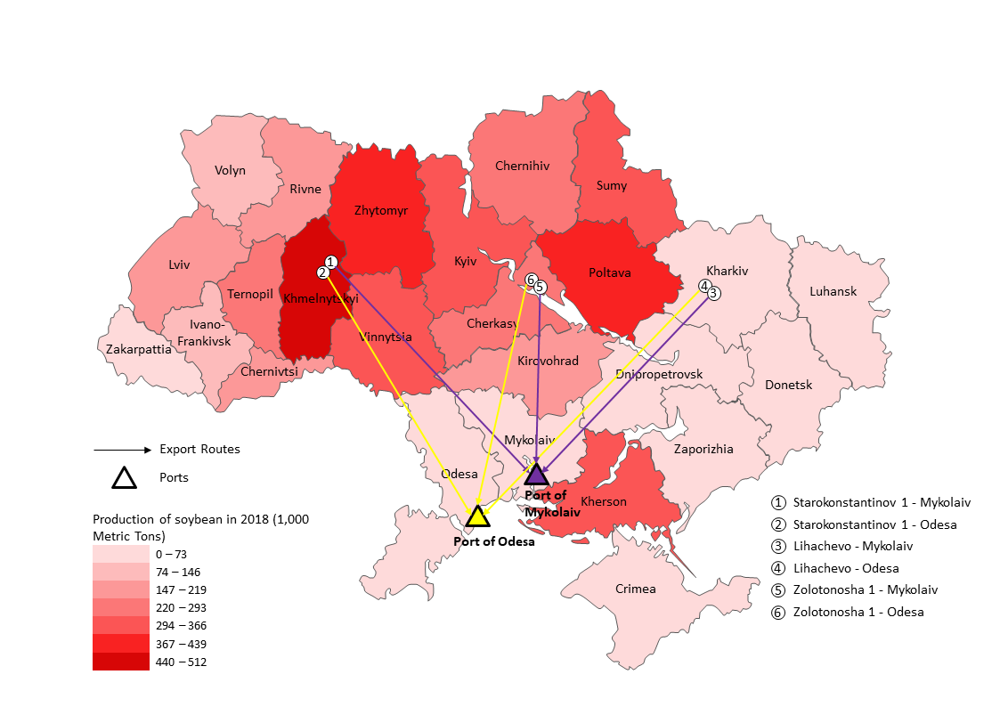 Chernihiv
Volyn
Sumy
Rivne
Zhytomyr
Lviv
1
2
Kyiv
Poltava
Kharkiv
6
5
4
3
Luhansk
Ternopil
Khmelnytskyi
Ivano-
Frankivsk
Zakarpattia
Vinnytsia
Cherkasy
Kirovohrad
Chernivtsi
Dnipropetrovsk
Donetsk
Mykolaiv
Zaporizhia
Odesa
Kherson
Port of
Mykolaiv
Port of Odesa
Crimea
Export Routes
Ports
Production of soybean in 2018 (1,000
Metric Tons)
0 – 73
74 – 146
147 – 219
220 – 293
294 – 366
367 – 439
440 – 512
1 Starokonstantinov 1 - Mykolaiv
2 Starokonstantinov 1 - Odesa
3 Lihachevo - Mykolaiv
4 Lihachevo - Odesa
5 Zolotonosha 1 - Mykolaiv
6 Zolotonosha 1 - Odesa